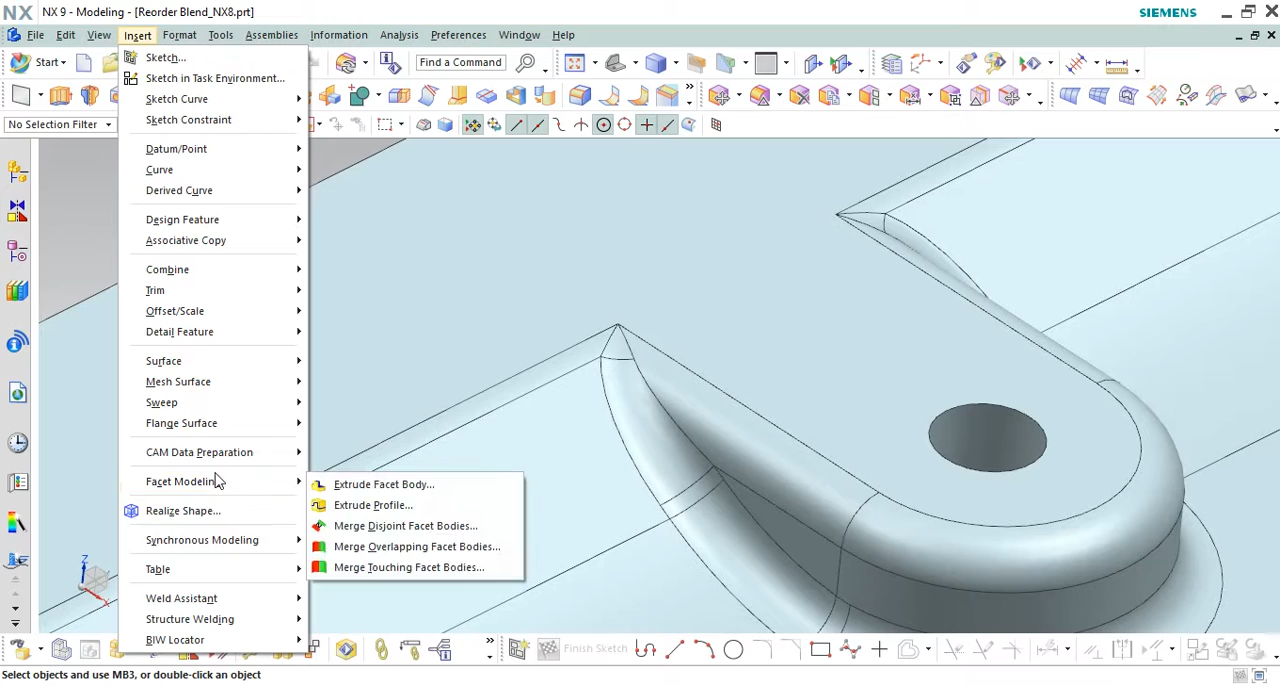 NX NX 9 - Modeling - [Reorder Blend_NX8.prt] SIEMENS
File Edit View Insert Format Tools Assemblies Information Analysis Preferences Window Help
Start Find a Command
No Selection Filter
Sketch...
Sketch in Task Environment...
Sketch Curve
Sketch Constraint
Datum/Point
Curve
Derived Curve
Design Feature
Associative Copy
Combine
Trim
Offset/Scale
Detail Feature
Surface
Mesh Surface
Sweep
Flange Surface
CAM Data Preparation
Facet Modeling
Realize Shape...
Synchronous Modeling
Table
Weld Assistant
Structure Welding
BIW Locator
Extrude Facet Body...
Extrude Profile...
Merge Disjoint Facet Bodies...
Merge Overlapping Facet Bodies...
Merge Touching Facet Bodies...
Z
X
Finish Sketch
Select objects and use MB3, or double-click an object